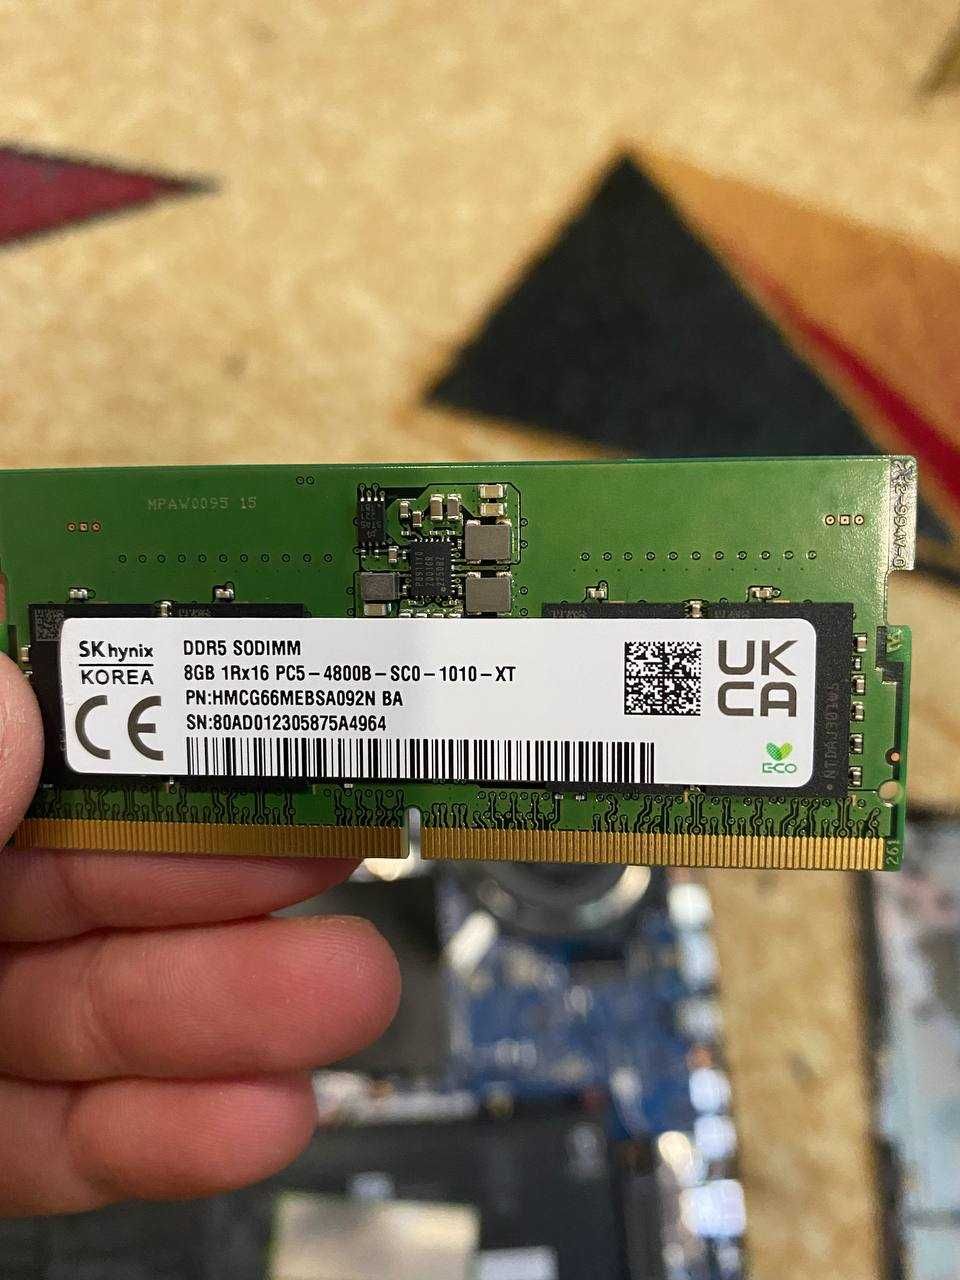 MPAW0095 15
SK hynix
KOREA
CE
DDR5 SODIMM
8GB 1Rx16 PC5-4800B-SC0-1010-XT
PN:HMCG66MEBSA092N BA
SN:80AD012305875A4964
UK
CA
ECO
261